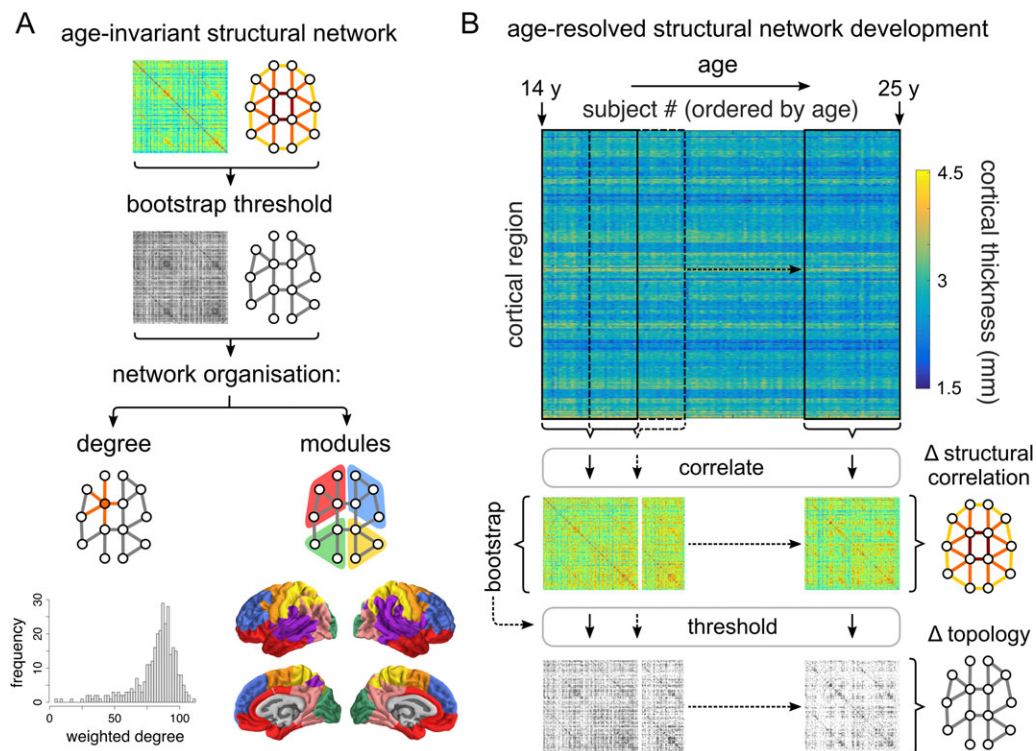 A
age-invariant structural network
bootstrap threshold
network organisation:
degree
modules
frequency
30
20
10
0
0
50
100
weighted degree
B
age-resolved structural network development
age
14 y
25 y
subject # (ordered by age)
cortical region
4.5
3
1.5
cortical thickness (mm)
correlate
Δ structural
correlation
bootstrap
threshold
Δ topology